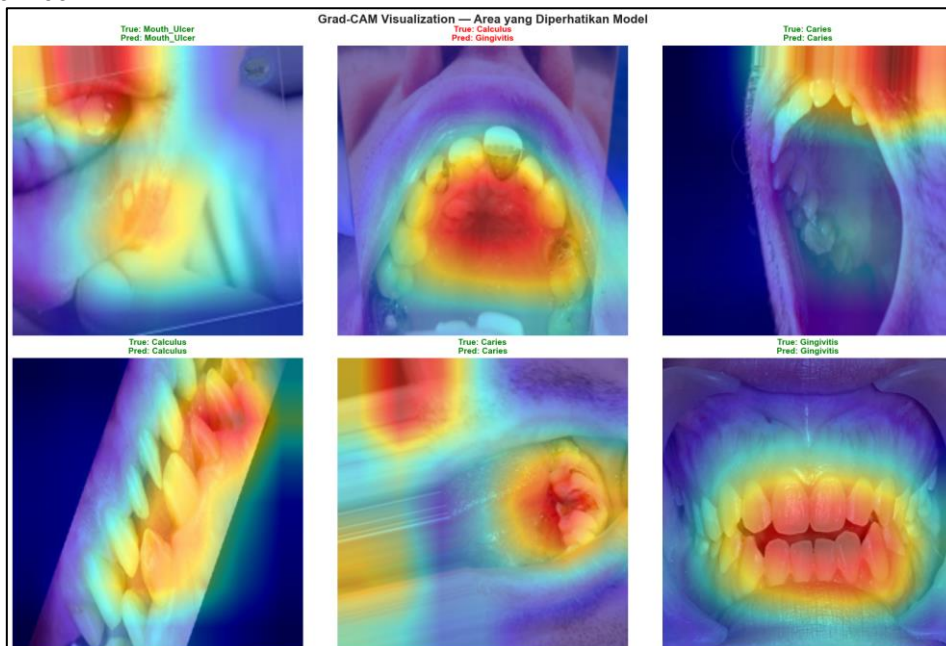 Grad-CAM Visualization — Area yang Diperhatikan Model
True: Mouth_Ulcer
Pred: Mouth_Ulcer
True: Calculus
Pred: Gingivitis
True: Caries
Pred: Caries
True: Calculus
Pred: Calculus
True: Caries
Pred: Caries
True: Gingivitis
Pred: Gingivitis